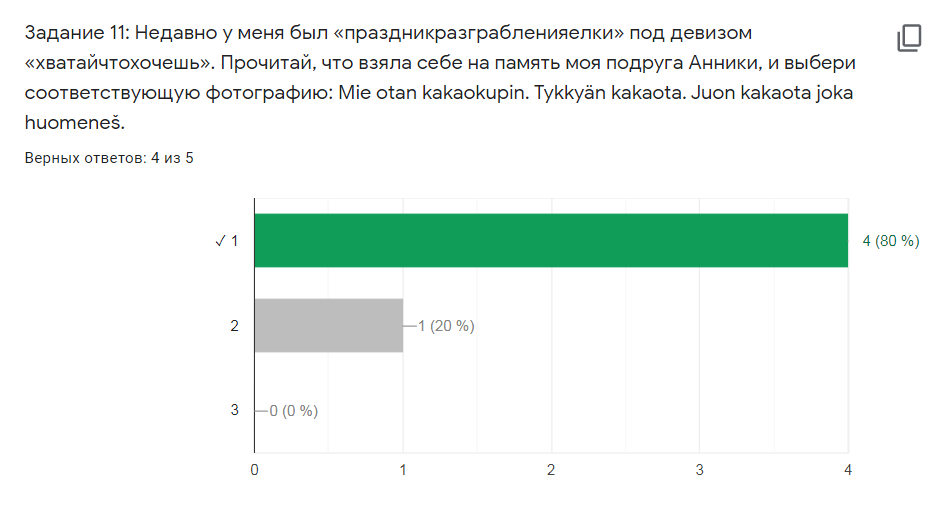 Задание 11: Недавно у меня был «праздникразграбленияелки» под девизом
«хватайчтохочешь». Прочитай, что взяла себе на память моя подруга Анники, и выбери
соответствующую фотографию: Mie otan kakaokupin. Tykkyän kakaota. Juon kakaota joka
huomeneš.
Верных ответов: 4 из 5
✓ 1
4 (80 %)
2
1 (20 %)
3
0 (0 %)
0 1 2 3 4